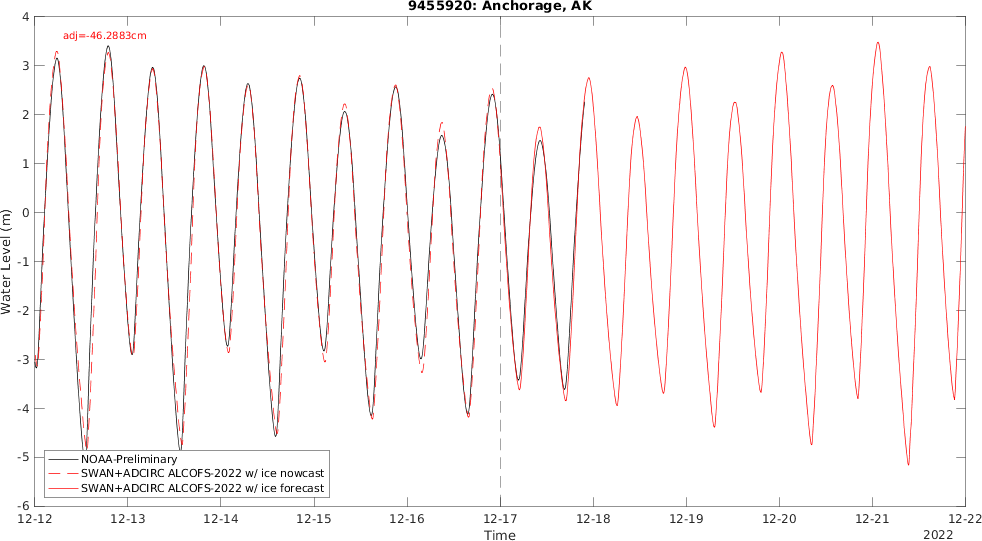 9455920: Anchorage, AK
adj=-46.2883cm
4
3
2
1
0
-1
-2
-3
-4
-5
-6
Water Level (m)
NOAA-Preliminary
SWAN+ADCIRC ALCOFS-2022 w/ ice nowcast
SWAN+ADCIRC ALCOFS-2022 w/ ice forecast
12-12 12-13 12-14 12-15 12-16 12-17 12-18 12-19 12-20 12-21 12-22
Time
2022